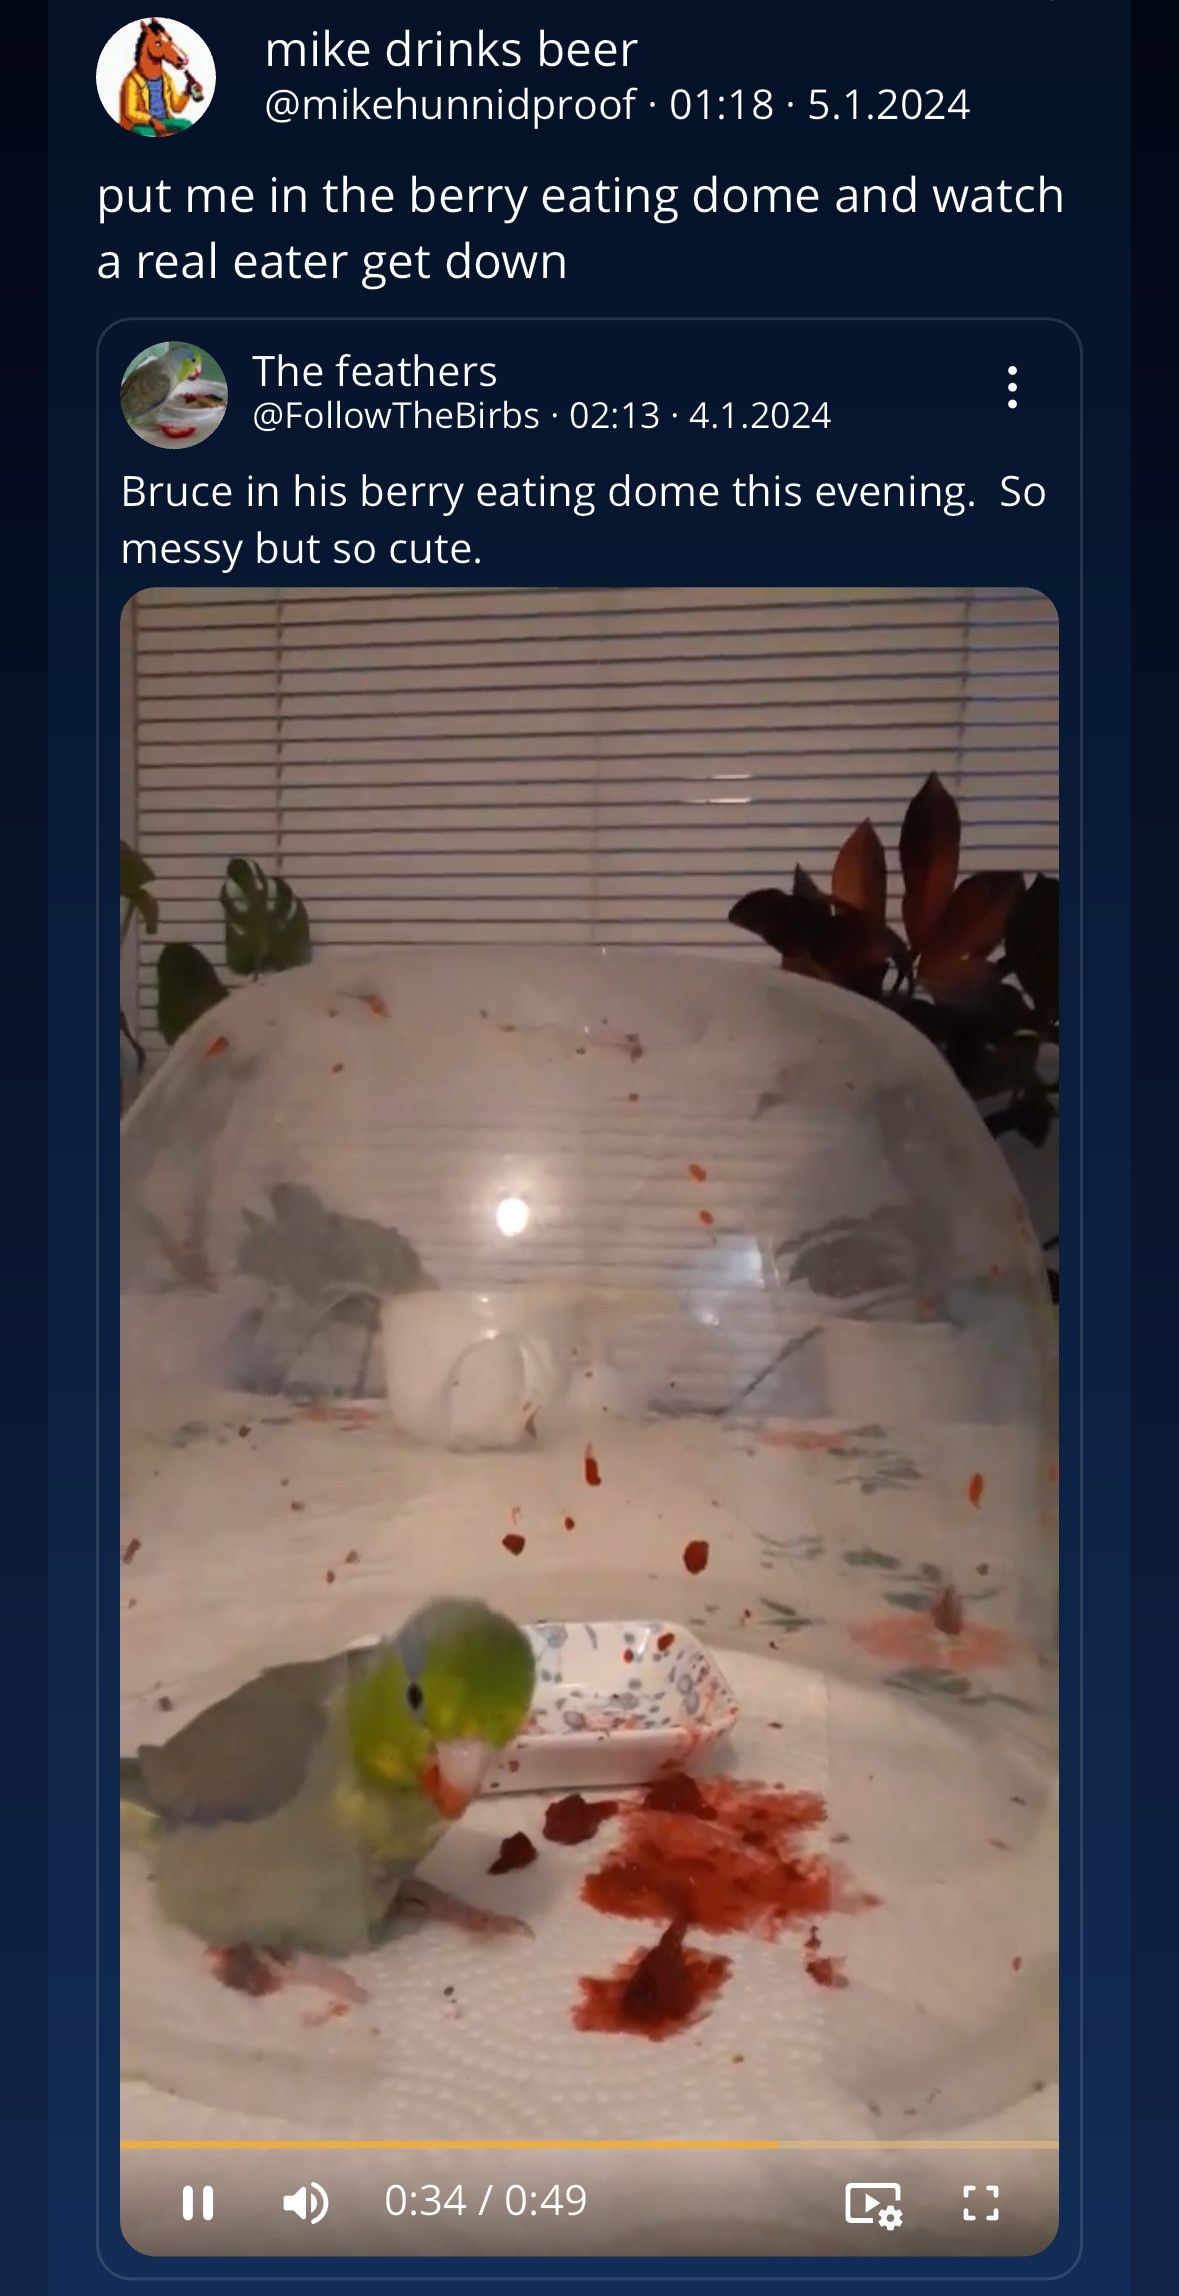 mike drinks beer
@mikehunnidproof · 01:18 · 5.1.2024
put me in the berry eating dome and watch
a real eater get down
The feathers
@FollowTheBirbs · 02:13 · 4.1.2024
Bruce in his berry eating dome this evening.  So
messy but so cute.
0:34 / 0:49